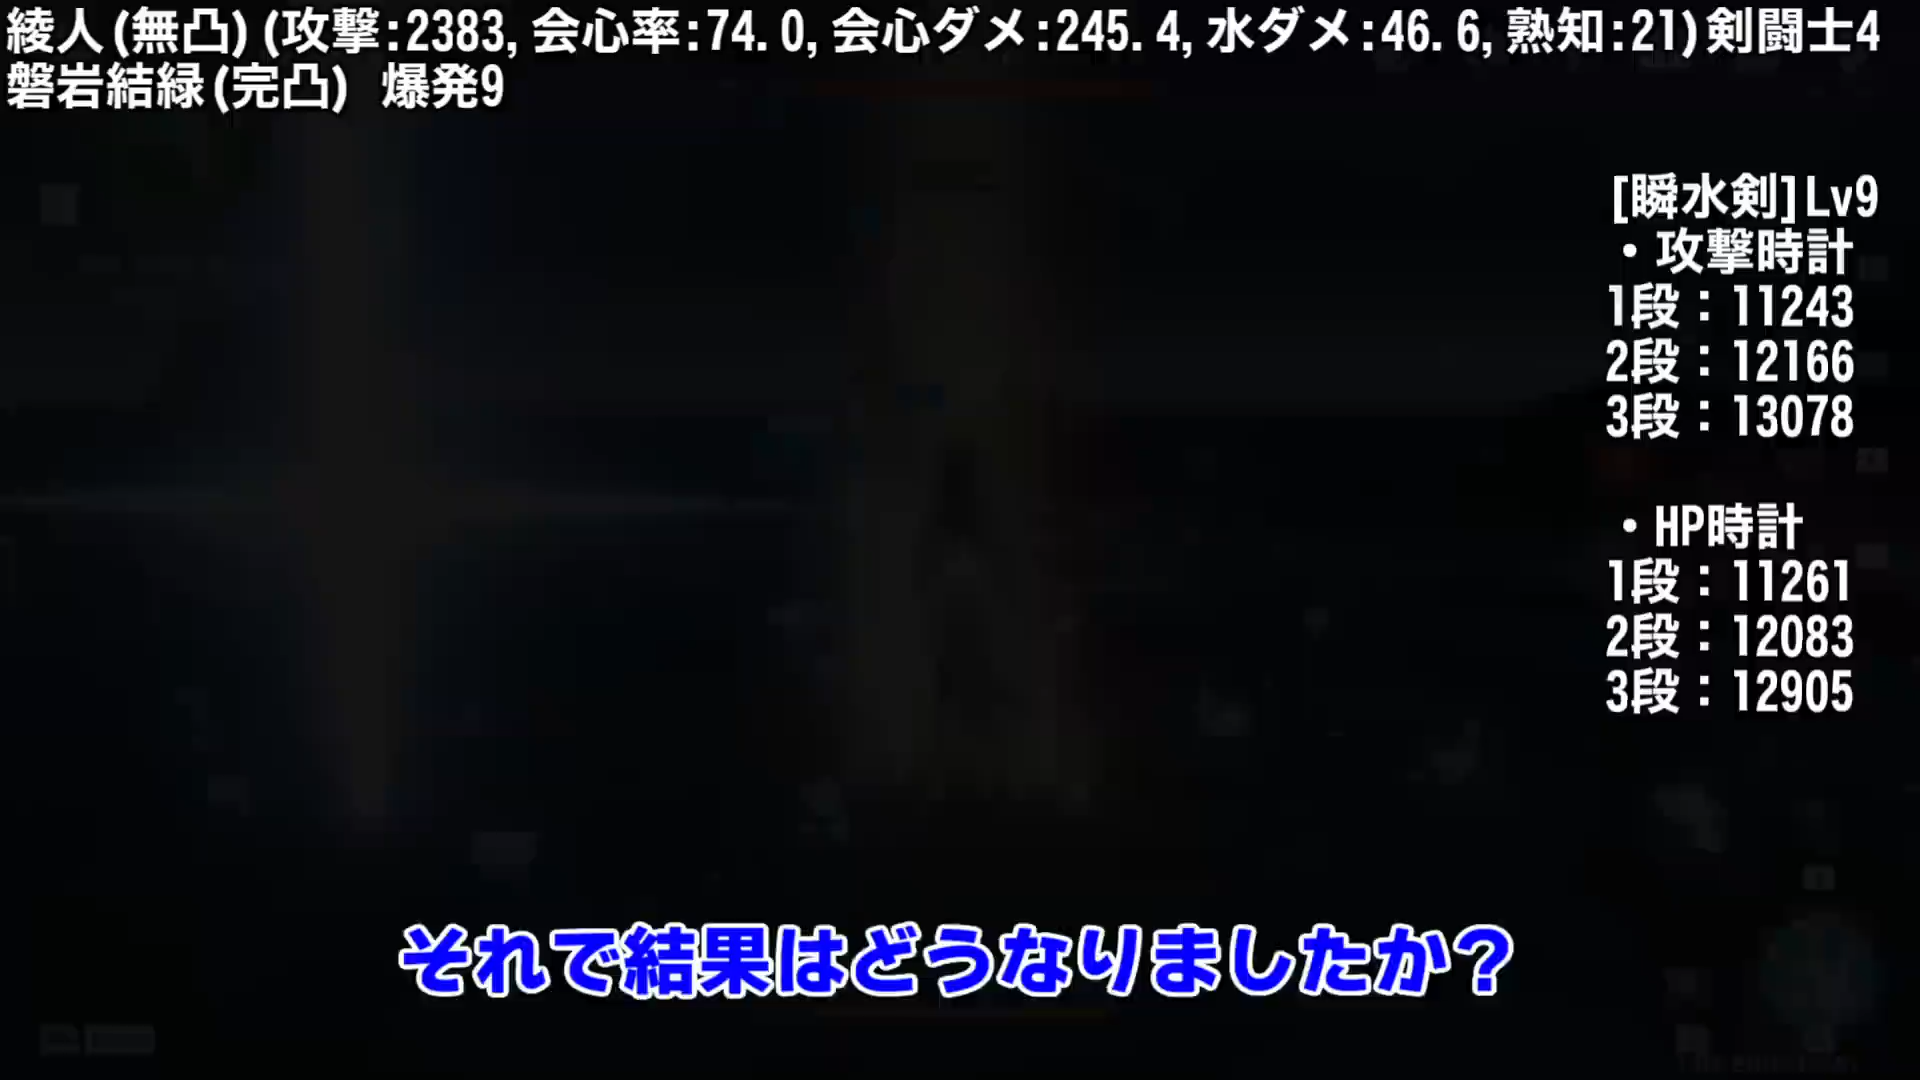 綾人(無凸)(攻撃:2383,会心率:74.0,会心ダメ:245.4,水ダメ:46.6,熟知:21)剣闘士4
磐岩結緑(完凸) 爆発9
[瞬水剣]Lv9
・攻撃時計
1段：11243
2段：12166
3段：13078
・HP時計
1段：11261
2段：12083
3段：12905
それで結果はどうなりましたか？